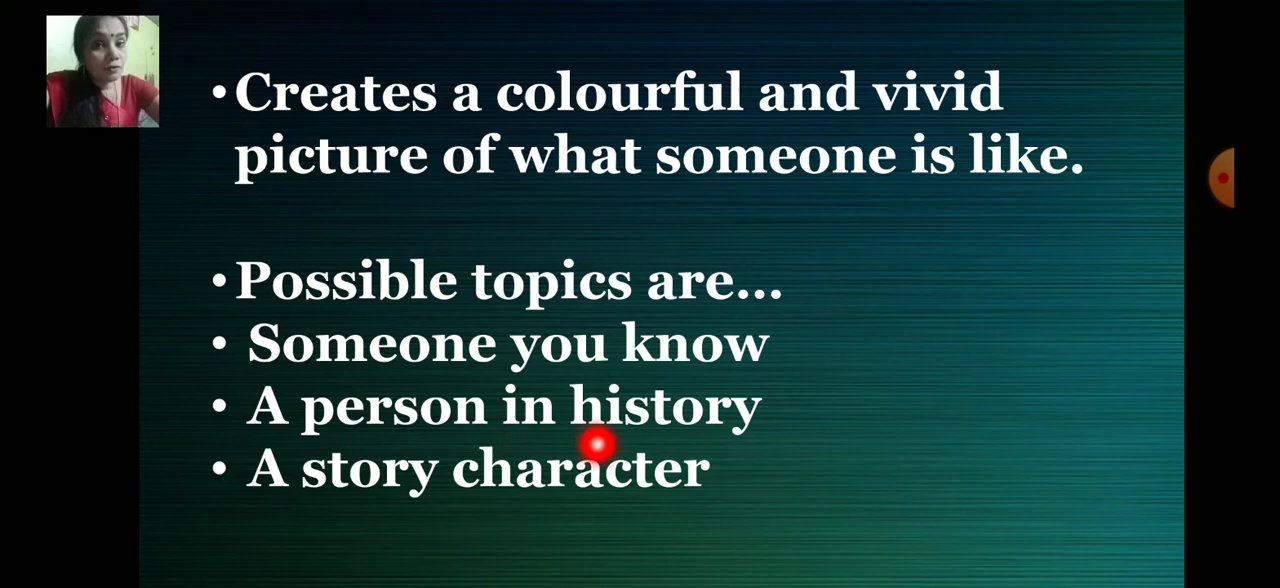 • Creates a colourful and vivid
picture of what someone is like.
• Possible topics are...
• Someone you know
• A person in history
• A story character